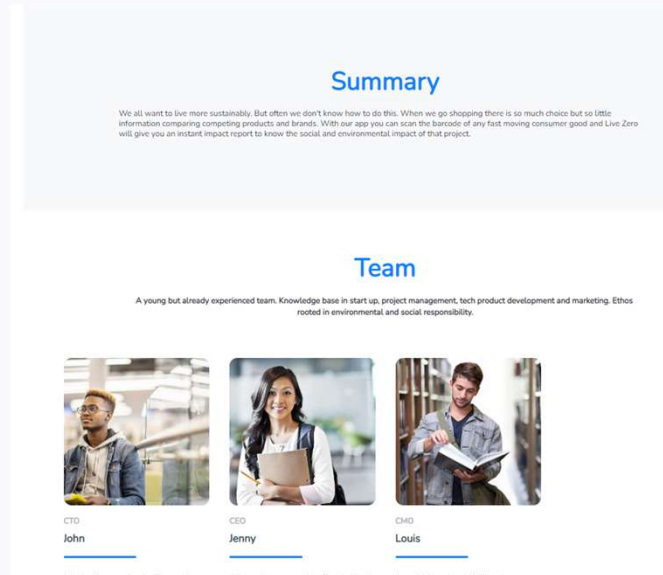 Summary
We all want to live more sustainably. But often we don't know how to do this. When we go shopping there is so much choice but so little
information comparing competing products and brands. With our app you can scan the barcode of any fast moving consumer good and Live Zero
will give you an instant impact report to know the social and environmental impact of that project.
Team
A young but already experienced team. Knowledge base in start up, project management, tech product development and marketing. Ethos
rooted in environmental and social responsibility.
CTO CEO CMO
John Jenny Louis